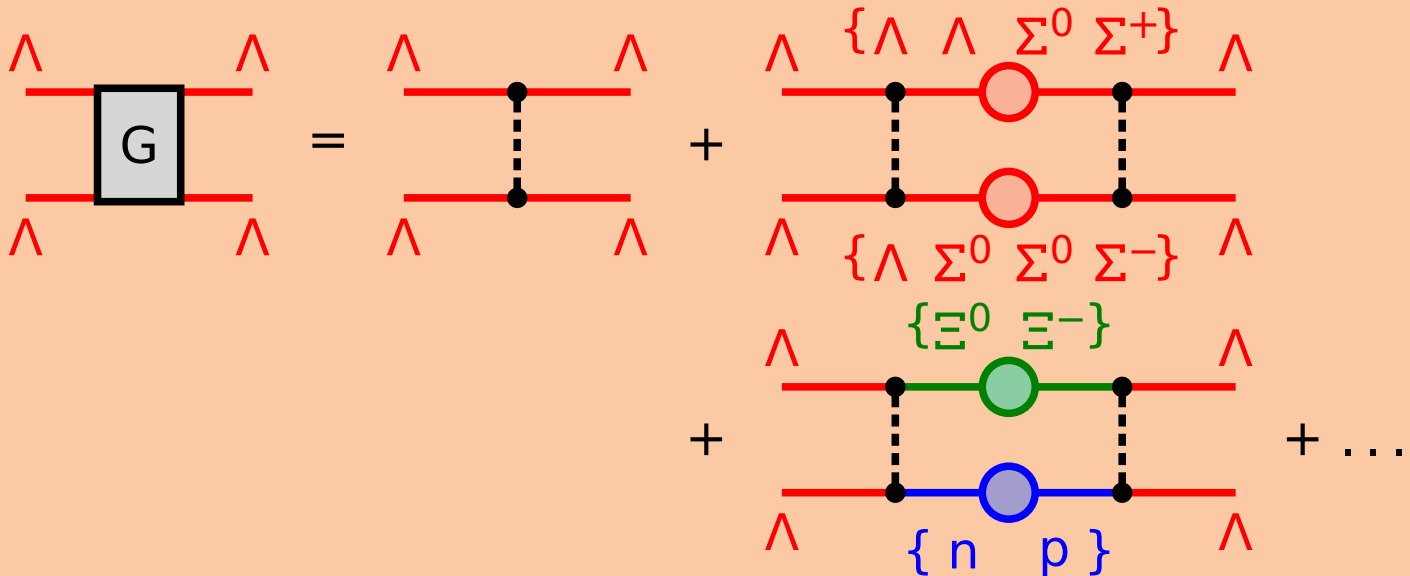 {Λ Λ Σ⁰ Σ⁺}
Λ Λ Λ Λ Λ Λ
G = +
Λ Λ Λ Λ Λ Λ
{Λ Σ⁰ Σ⁰ Σ⁻}
{Ξ⁰ Ξ⁻}
Λ Λ
+ + ...
Λ Λ
{ n p }